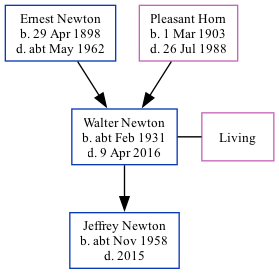 Ernest Newton
b. 29 Apr 1898
d. abt May 1962
Pleasant Horn
b. 1 Mar 1903
d. 26 Jul 1988
Walter Newton
b. abt Feb 1931
d. 9 Apr 2016
Living
Jeffrey Newton
b. abt Nov 1958
d. 2015